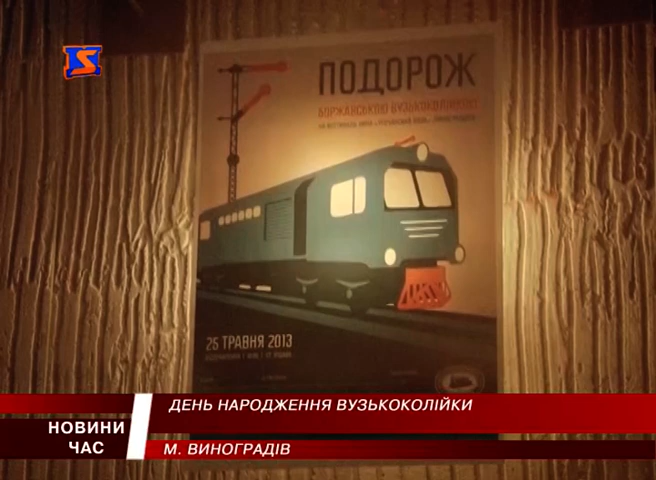 ПОДОРОЖ
БОРЖАВСЬКОЮ ВУЗЬКОКОЛІЙКОЮ
25 ТРАВНЯ 2013
ДЕНЬ НАРОДЖЕННЯ ВУЗЬКОКОЛІЙКИ
НОВИНИ
ЧАС
М. ВИНОГРАДІВ